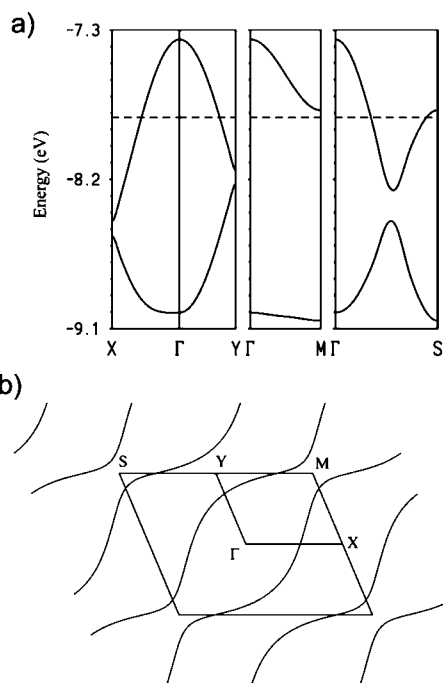 a)
-7.3
-8.2
-9.1
Energy (eV)
X Γ Y Γ M Γ S
b)
S Y M
Γ X